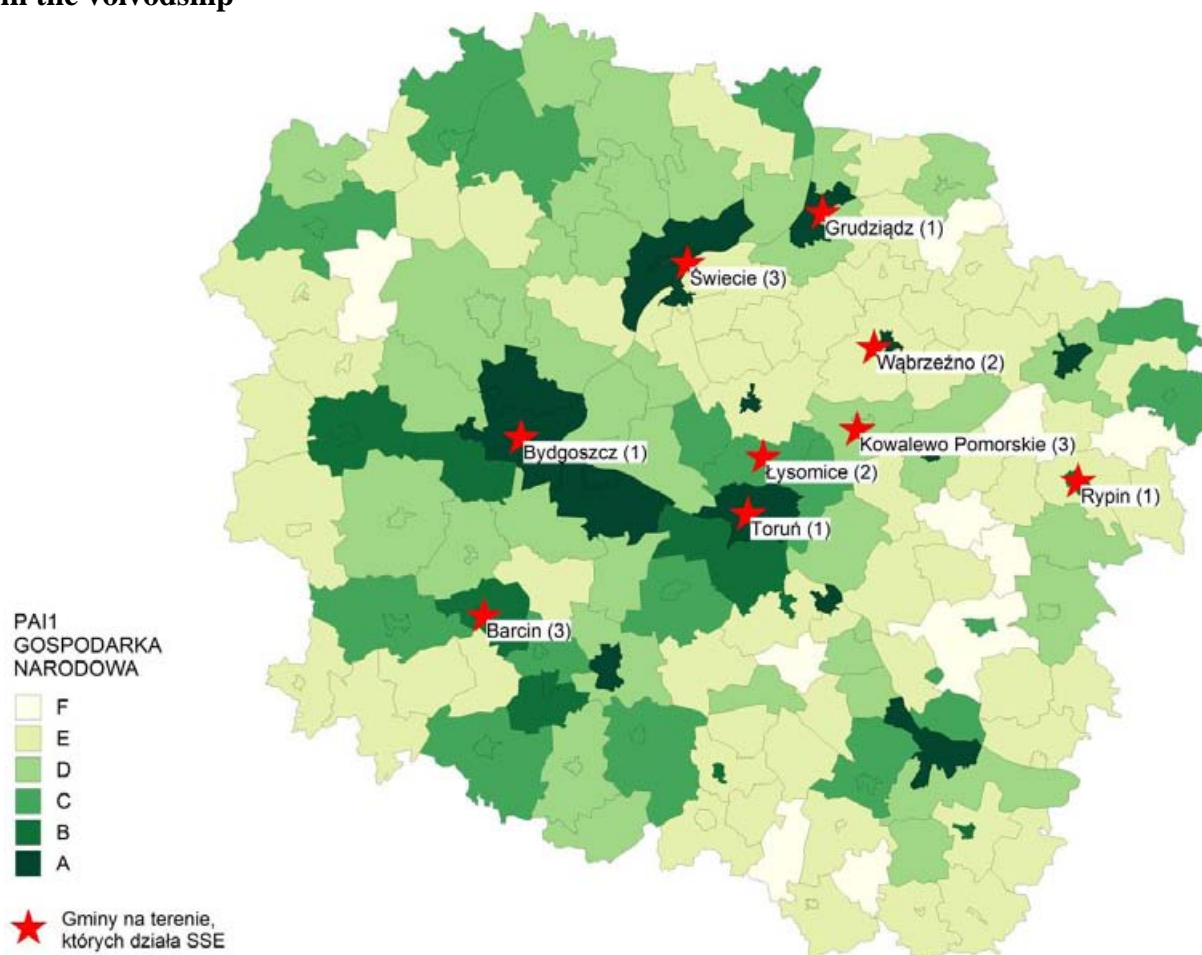 in the voivodship
Grudziądz (1)
Świecie (3)
Wąbrzeźno (2)
Kowalewo Pomorskie (3)
Bydgoszcz (1)
Łysomice (2)
Rypin (1)
Toruń (1)
Barcin (3)
PAI1
GOSPODARKA
NARODOWA
F
E
D
C
B
A
Gminy na terenie,
których działa SSE